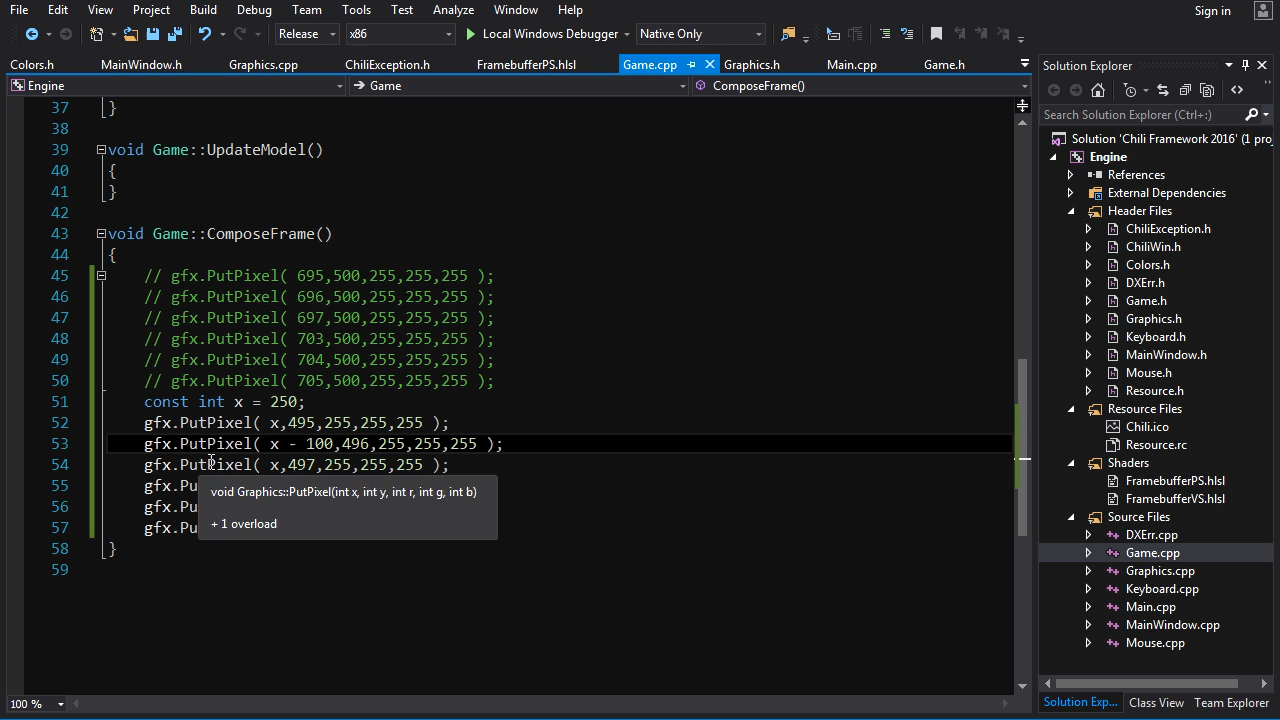 File Edit View Project Build Debug Team Tools Test Analyze Window Help Sign in
Release x86 Local Windows Debugger Native Only
Colors.h MainWindow.h Graphics.cpp ChiliException.h FramebufferPS.hlsl Game.cpp Graphics.h Main.cpp Game.h
Engine Game ComposeFrame()
37 }
38
39 void Game::UpdateModel()
40 {
41 }
42
43 void Game::ComposeFrame()
44 {
45 // gfx.PutPixel( 695,500,255,255,255 );
46 // gfx.PutPixel( 696,500,255,255,255 );
47 // gfx.PutPixel( 697,500,255,255,255 );
48 // gfx.PutPixel( 703,500,255,255,255 );
49 // gfx.PutPixel( 704,500,255,255,255 );
50 // gfx.PutPixel( 705,500,255,255,255 );
51 const int x = 250;
52 gfx.PutPixel( x,495,255,255,255 );
53 gfx.PutPixel( x - 100,496,255,255,255 );
54 gfx.PutPixel( x,497,255,255,255 );
55 gfx.Pu
56 gfx.Pu
57 gfx.Pu
58 }
59
void Graphics::PutPixel(int x, int y, int r, int g, int b)
+ 1 overload
100 %
Solution Explorer
Search Solution Explorer (Ctrl+;)
Solution 'Chili Framework 2016' (1 pro
Engine
References
External Dependencies
Header Files
ChiliException.h
ChiliWin.h
Colors.h
DXErr.h
Game.h
Graphics.h
Keyboard.h
MainWindow.h
Mouse.h
Resource.h
Resource Files
Chili.ico
Resource.rc
Shaders
FramebufferPS.hlsl
FramebufferVS.hlsl
Source Files
DXErr.cpp
Game.cpp
Graphics.cpp
Keyboard.cpp
Main.cpp
MainWindow.cpp
Mouse.cpp
Solution Exp... Class View Team Explorer